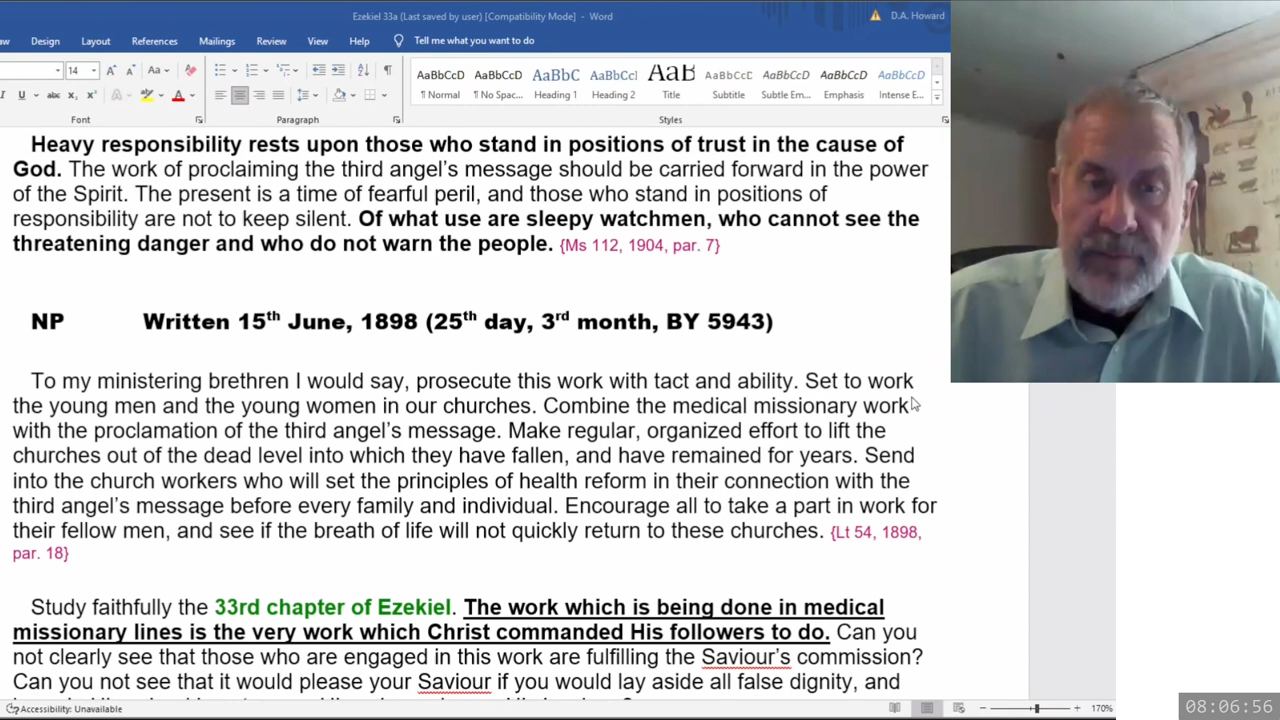 Ezekiel 33a (Last saved by user) [Compatibility Mode] - Word
D.A. Howard
aw Design Layout References Mailings Review View Help Tell me what you want to do
14
AaBbCcD AaBbCcD AaBbC AaBbCcI AaB AaBbCcD AaBbCcD AaBbCcD AaBbCcD
¶ Normal ¶ No Spac... Heading 1 Heading 2 Title Subtitle Subtle Em... Emphasis Intense E...
Font Paragraph Styles
Heavy responsibility rests upon those who stand in positions of trust in the cause of
God. The work of proclaiming the third angel's message should be carried forward in the power
of the Spirit. The present is a time of fearful peril, and those who stand in positions of
responsibility are not to keep silent. Of what use are sleepy watchmen, who cannot see the
threatening danger and who do not warn the people. {Ms 112, 1904, par. 7}
NP Written 15th June, 1898 (25th day, 3rd month, BY 5943)
To my ministering brethren I would say, prosecute this work with tact and ability. Set to work
the young men and the young women in our churches. Combine the medical missionary work
with the proclamation of the third angel's message. Make regular, organized effort to lift the
churches out of the dead level into which they have fallen, and have remained for years. Send
into the church workers who will set the principles of health reform in their connection with the
third angel's message before every family and individual. Encourage all to take a part in work for
their fellow men, and see if the breath of life will not quickly return to these churches. {Lt 54, 1898,
par. 18}
Study faithfully the 33rd chapter of Ezekiel. The work which is being done in medical
missionary lines is the very work which Christ commanded His followers to do. Can you
not clearly see that those who are engaged in this work are fulfilling the Saviour's commission?
Can you not see that it would please your Saviour if you would lay aside all false dignity, and
Accessibility: Unavailable
170%
08:06:56